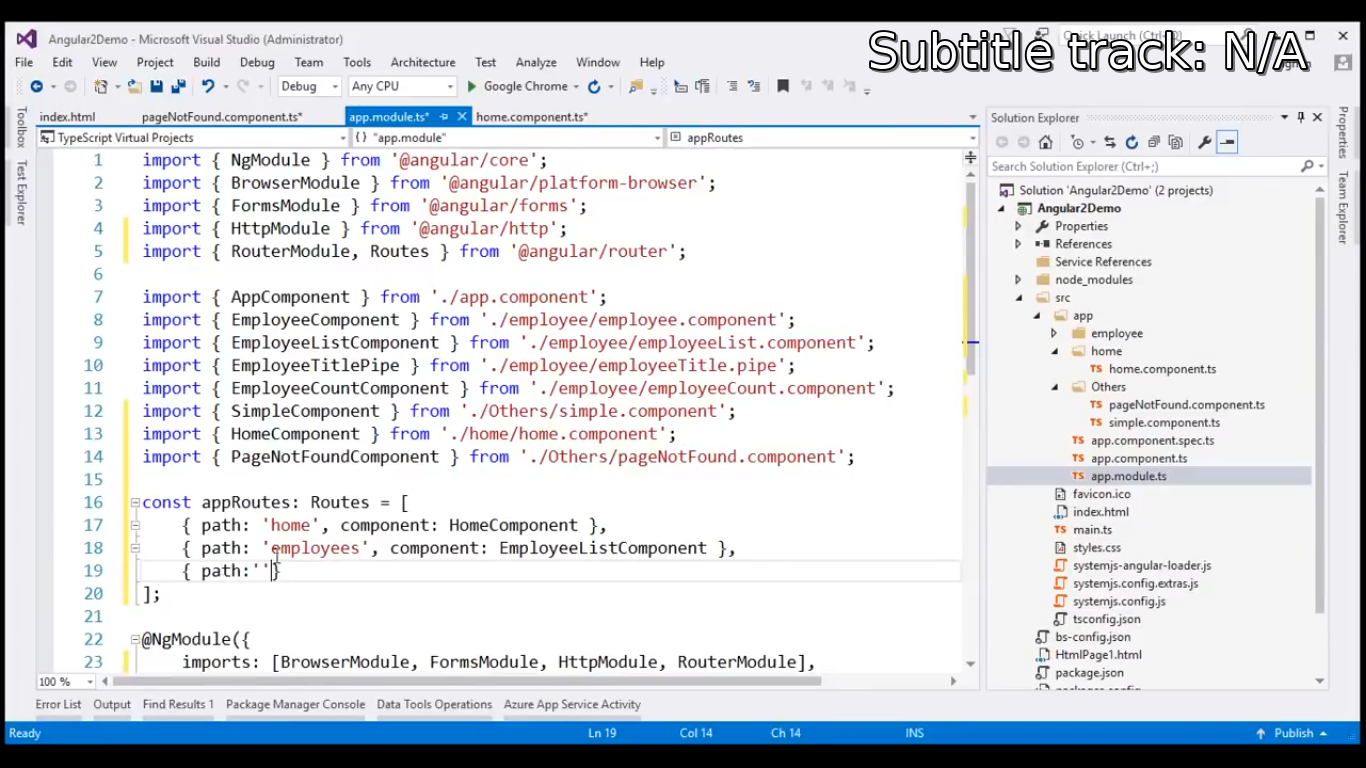 Angular2Demo - Microsoft Visual Studio (Administrator)
Quick Launch (Ctrl+Q)
Subtitle track: N/A
File Edit View Project Build Debug Team Tools Architecture Test Analyze Window Help
Debug Any CPU Google Chrome
index.html pageNotFound.component.ts* app.module.ts* home.component.ts*
TypeScript Virtual Projects {} "app.module" appRoutes
Toolbox
Test Explorer
1 import { NgModule } from '@angular/core';
2 import { BrowserModule } from '@angular/platform-browser';
3 import { FormsModule } from '@angular/forms';
4 import { HttpModule } from '@angular/http';
5 import { RouterModule, Routes } from '@angular/router';
6
7 import { AppComponent } from './app.component';
8 import { EmployeeComponent } from './employee/employee.component';
9 import { EmployeeListComponent } from './employee/employeeList.component';
10 import { EmployeeTitlePipe } from './employee/employeeTitle.pipe';
11 import { EmployeeCountComponent } from './employee/employeeCount.component';
12 import { SimpleComponent } from './Others/simple.component';
13 import { HomeComponent } from './home/home.component';
14 import { PageNotFoundComponent } from './Others/pageNotFound.component';
15
16 const appRoutes: Routes = [
17 { path: 'home', component: HomeComponent },
18 { path: 'employees', component: EmployeeListComponent },
19 { path:''}
20 ];
21
22 @NgModule({
23 imports: [BrowserModule, FormsModule, HttpModule, RouterModule],
100 %
Solution Explorer
Search Solution Explorer (Ctrl+;)
Solution 'Angular2Demo' (2 projects)
Angular2Demo
Properties
References
Service References
node_modules
src
app
employee
home
home.component.ts
Others
pageNotFound.component.ts
simple.component.ts
app.component.spec.ts
app.component.ts
app.module.ts
favicon.ico
index.html
main.ts
styles.css
systemjs-angular-loader.js
systemjs.config.extras.js
systemjs.config.js
tsconfig.json
bs-config.json
HtmlPage1.html
package.json
Properties
Team Explorer
Error List Output Find Results 1 Package Manager Console Data Tools Operations Azure App Service Activity
Ready Ln 19 Col 14 Ch 14 INS Publish